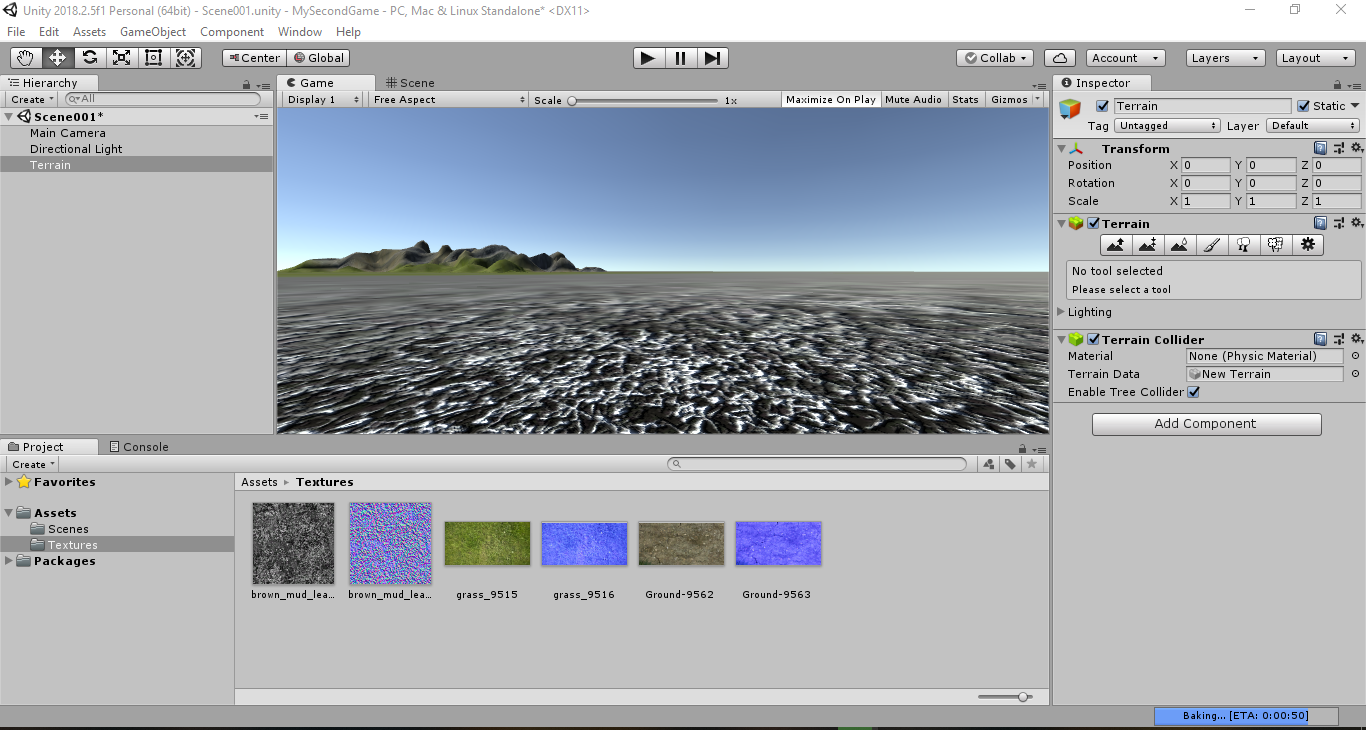 Unity 2018.2.5f1 Personal (64bit) - Scene001.unity - MySecondGame - PC, Mac & Linux Standalone* <DX11>
File Edit Assets GameObject Component Window Help
Center Global Collab Account Layers Layout
Hierarchy
Create All
Scene001*
Main Camera
Directional Light
Terrain
Game Scene
Display 1 Free Aspect Scale 1x Maximize On Play Mute Audio Stats Gizmos
Inspector
Terrain Static
Tag Untagged Layer Default
Transform
Position X 0 Y 0 Z 0
Rotation X 0 Y 0 Z 0
Scale X 1 Y 1 Z 1
Terrain
No tool selected
Please select a tool
Lighting
Terrain Collider
Material None (Physic Material)
Terrain Data New Terrain
Enable Tree Collider
Add Component
Project Console
Create
Favorites
Assets
Scenes
Textures
Packages
Assets Textures
brown_mud_lea... brown_mud_lea... grass_9515 grass_9516 Ground-9562 Ground-9563
Baking... [ETA: 0:00:50]